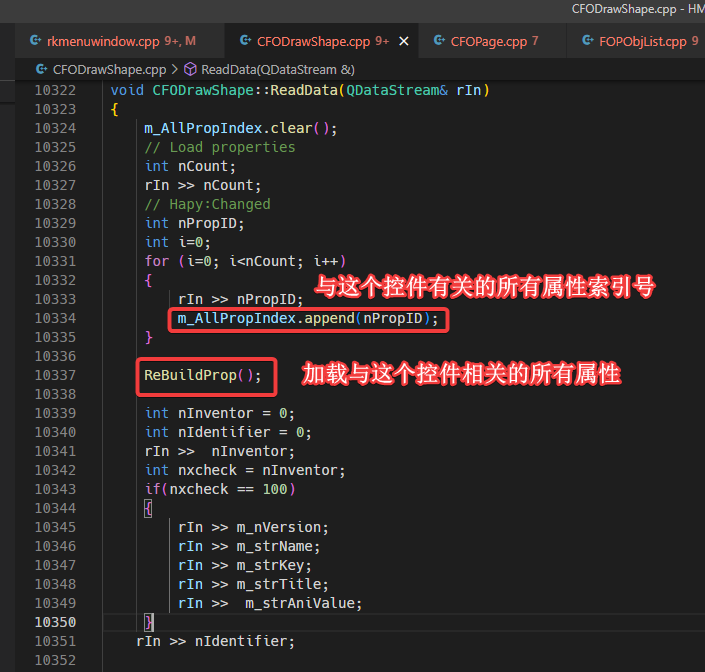 CFODrawShape.cpp - HM
rkmenuwindow.cpp 9+, M
CFODrawShape.cpp 9+
CFOPage.cpp 7
FOPObjList.cpp 9
CFODrawShape.cpp > ReadData(QDataStream &)
10322 void CFODrawShape::ReadData(QDataStream& rIn)
10323 {
10324 m_AllPropIndex.clear();
10325 // Load properties
10326 int nCount;
10327 rIn >> nCount;
10328 // Hapy:Changed
10329 int nPropID;
10330 int i=0;
10331 for (i=0; i<nCount; i++)
10332 {
与这个控件有关的所有属性索引号
10333 rIn >> nPropID;
10334 m_AllPropIndex.append(nPropID);
10335 }
10336
10337 ReBuildProp();
加载与这个控件相关的所有属性
10338
10339 int nInventor = 0;
10340 int nIdentifier = 0;
10341 rIn >>  nInventor;
10342 int nxcheck = nInventor;
10343 if(nxcheck == 100)
10344 {
10345 rIn >> m_nVersion;
10346 rIn >> m_strName;
10347 rIn >> m_strKey;
10348 rIn >> m_strTitle;
10349 rIn >>  m_strAniValue;
10350 }
10351 rIn >> nIdentifier;
10352